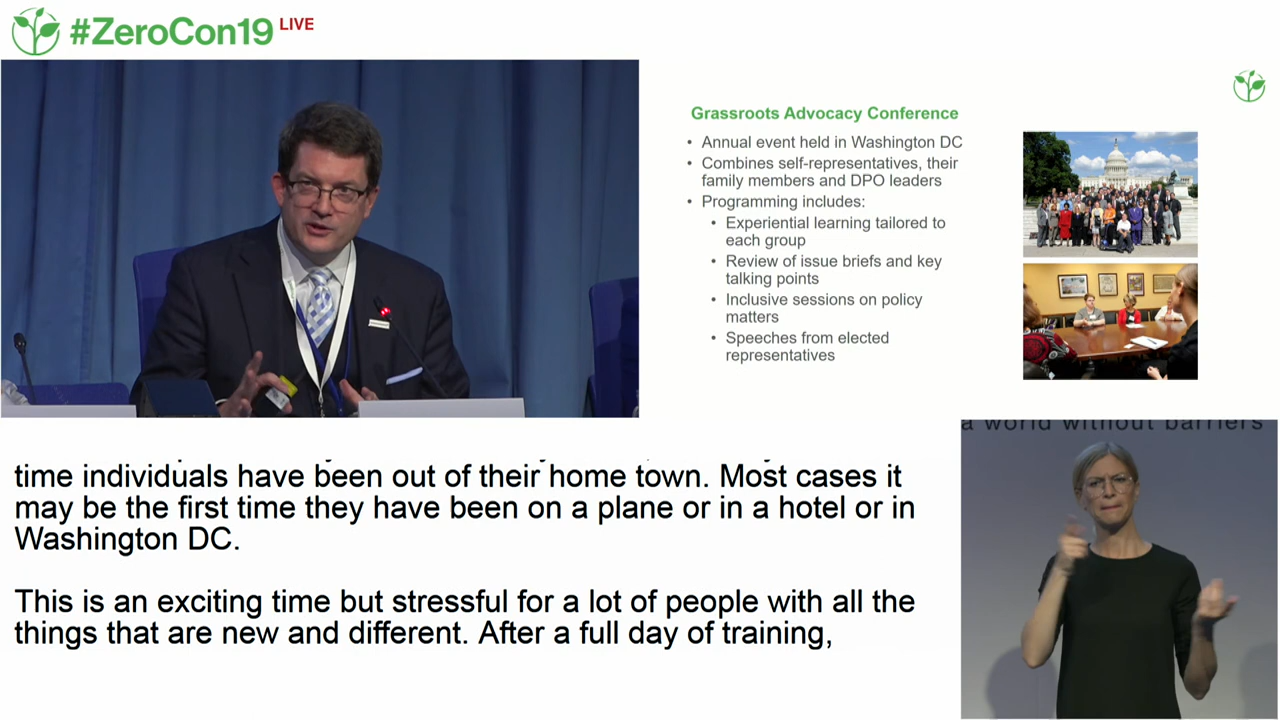 #ZeroCon19 LIVE
Grassroots Advocacy Conference
• Annual event held in Washington DC
• Combines self-representatives, their
family members and DPO leaders
• Programming includes:
• Experiential learning tailored to
each group
• Review of issue briefs and key
talking points
• Inclusive sessions on policy
matters
• Speeches from elected
representatives
a world without barriers
time individuals have been out of their home town. Most cases it
may be the first time they have been on a plane or in a hotel or in
Washington DC.
This is an exciting time but stressful for a lot of people with all the
things that are new and different. After a full day of training,